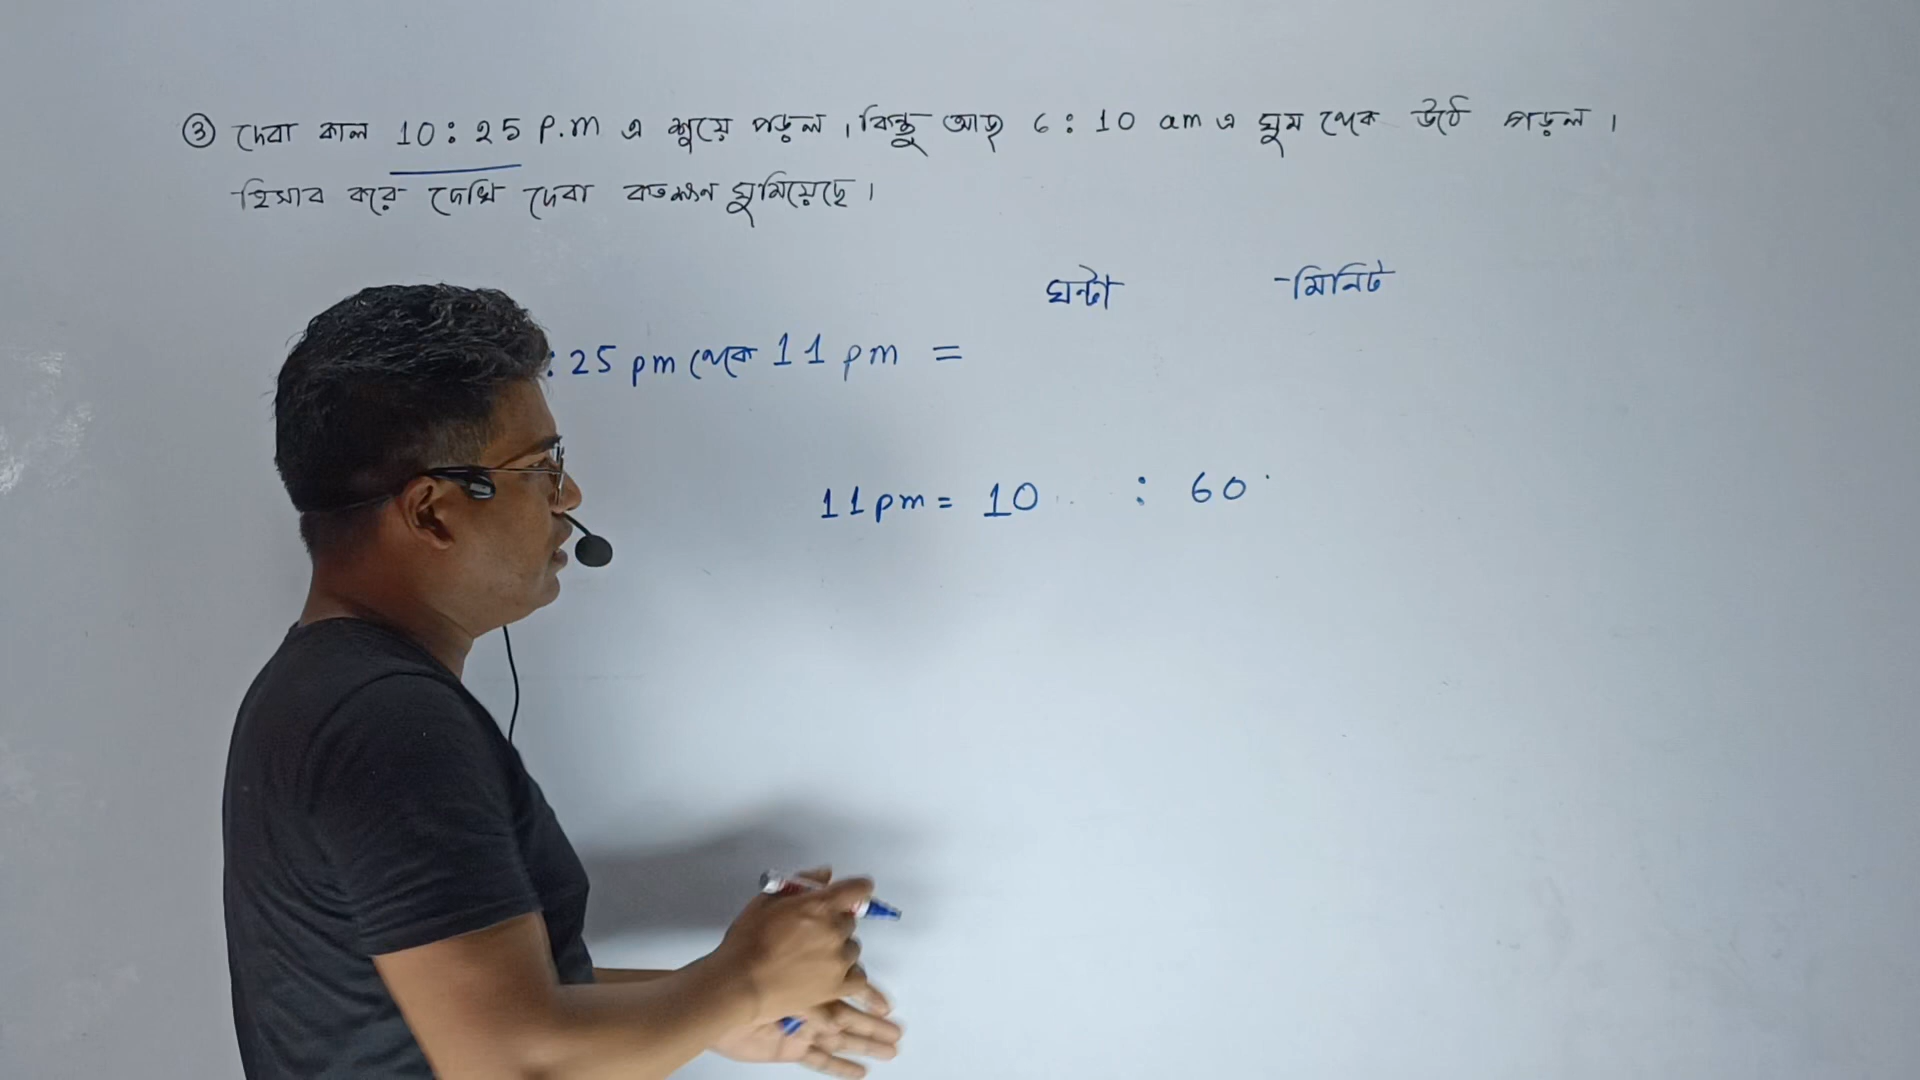 ③ দেবা কাল 10:25 P.m এ শুয়ে পড়ল । কিন্তু আজ 6:10 am এ ঘুম থেকে উঠে পড়ল ।
হিসাব করে দেখি দেবা কতক্ষণ ঘুমিয়েছে ।
ঘন্টা মিনিট
:25 pm থেকে 11 pm =
11pm = 10 : 60